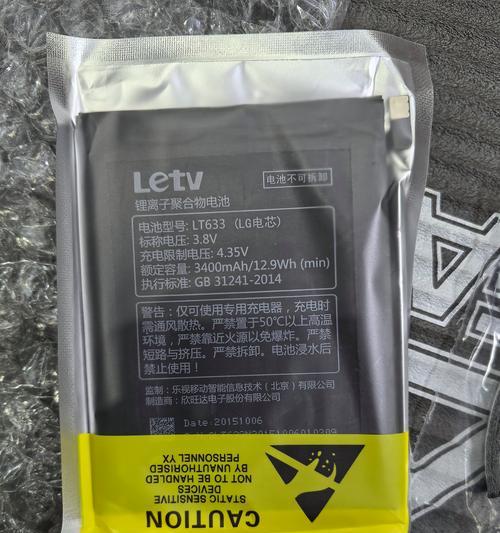 Letv
电池不可拆卸
锂离子聚合物电池
电池型号: LT633 (LG电芯)
标称电压: 3.8V
充电限制电压: 4.35V
额定容量: 3400mAh/12.9Wh (min)
执行标准: GB 31241-2014
警告: 仅可使用专用充电器，充电时
需通风散热。严禁置于50℃以上高温
环境，严禁靠近火源以免爆炸。严禁
短路与挤压。严禁拆卸。电池浸水后
禁止使用！
监制: 乐视移动智能信息技术（北京）有限公司
制造商: 欣旺达电子股份有限公司
Date: 20151006
CAUTION
STATIC SENSITIVE
DEVICES
BY UNAUTHORISED
PERSONNEL YX